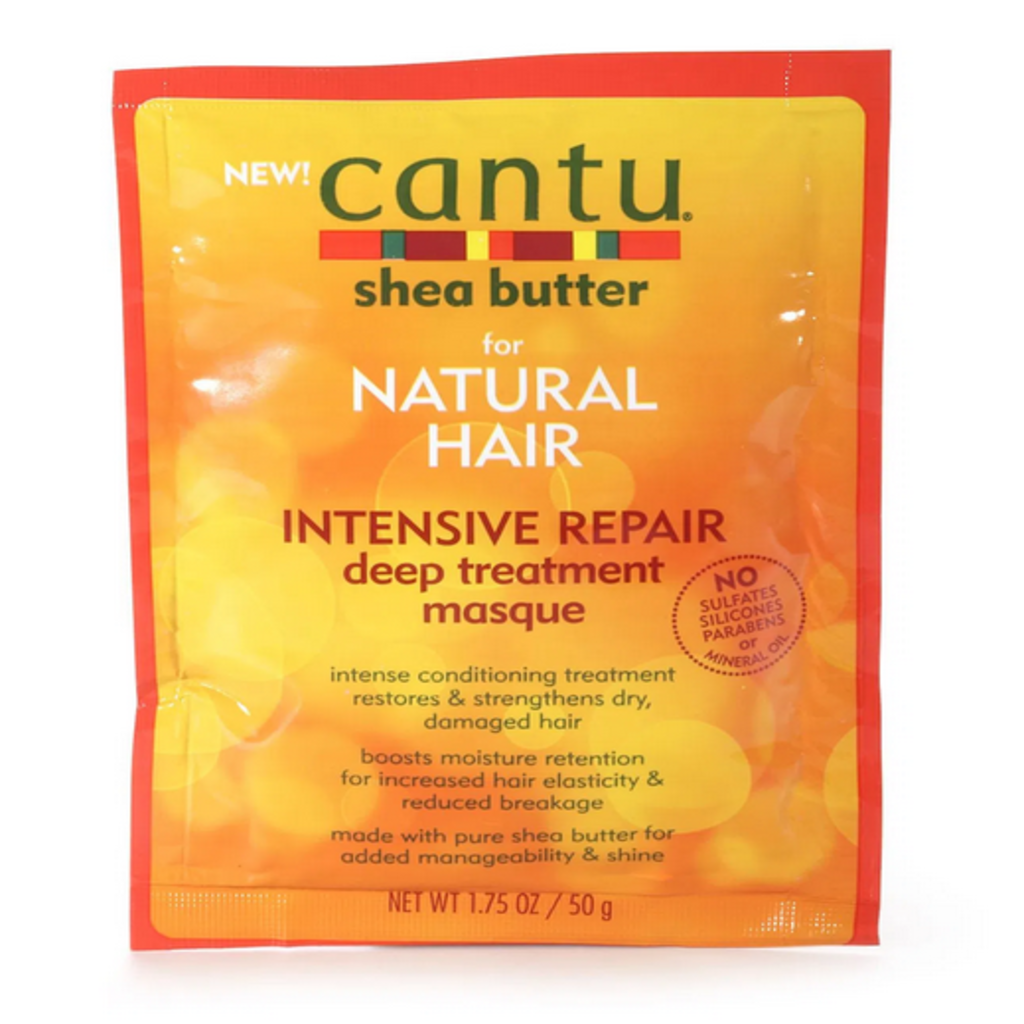 NEW! cantu®
shea butter
for
NATURAL
HAIR
INTENSIVE REPAIR
deep treatment
masque
NO
SULFATES
SILICONES
PARABENS
or
MINERAL OIL
intense conditioning treatment
restores & strengthens dry,
damaged hair
boosts moisture retention
for increased hair elasticity &
reduced breakage
made with pure shea butter for
added manageability & shine
NET WT 1.75 OZ / 50 g